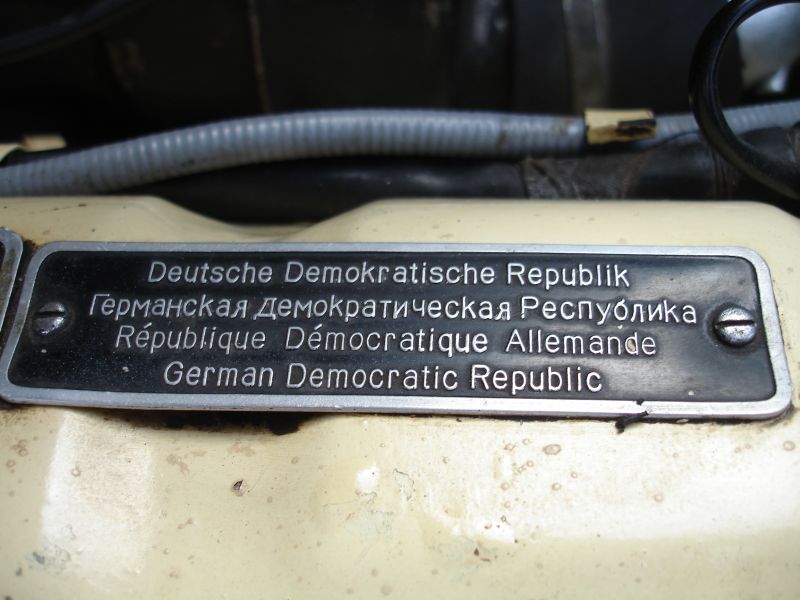 Deutsche Demokratische Republik
Германская Демократическая Республика
République Démocratique Allemande
German Democratic Republic